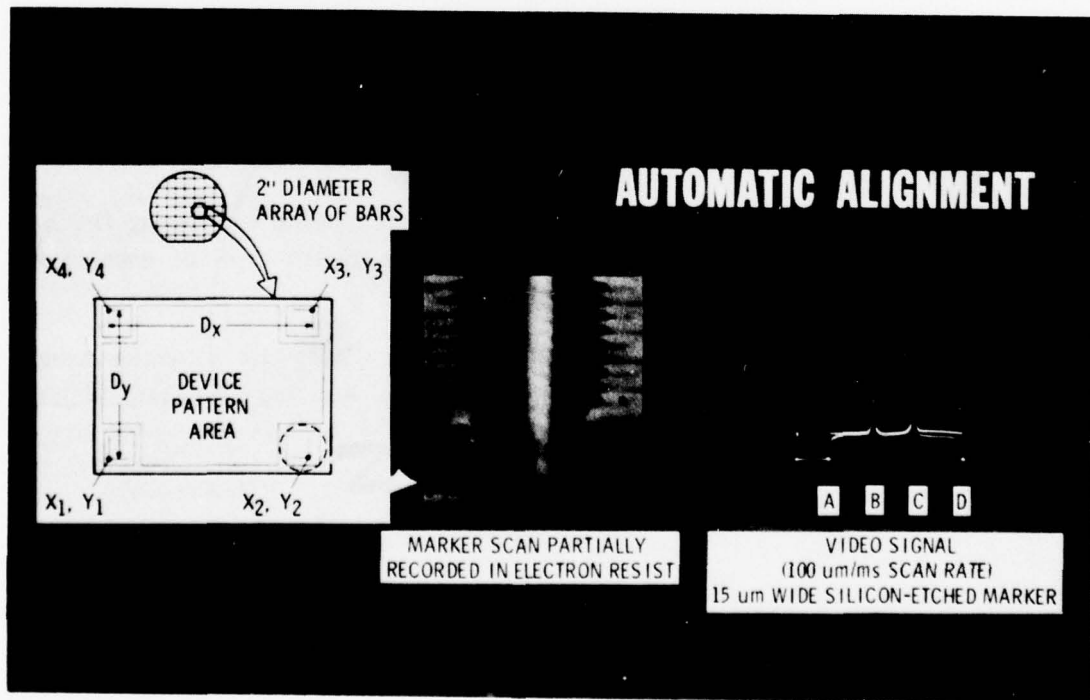 AUTOMATIC ALIGNMENT
2" DIAMETER
ARRAY OF BARS
X4, Y4
X3, Y3
Dx
Dy
DEVICE
PATTERN
AREA
X1, Y1
X2, Y2
MARKER SCAN PARTIALLY
RECORDED IN ELECTRON RESIST
A B C D
VIDEO SIGNAL
(100 um/ms SCAN RATE)
15 um WIDE SILICON-ETCHED MARKER